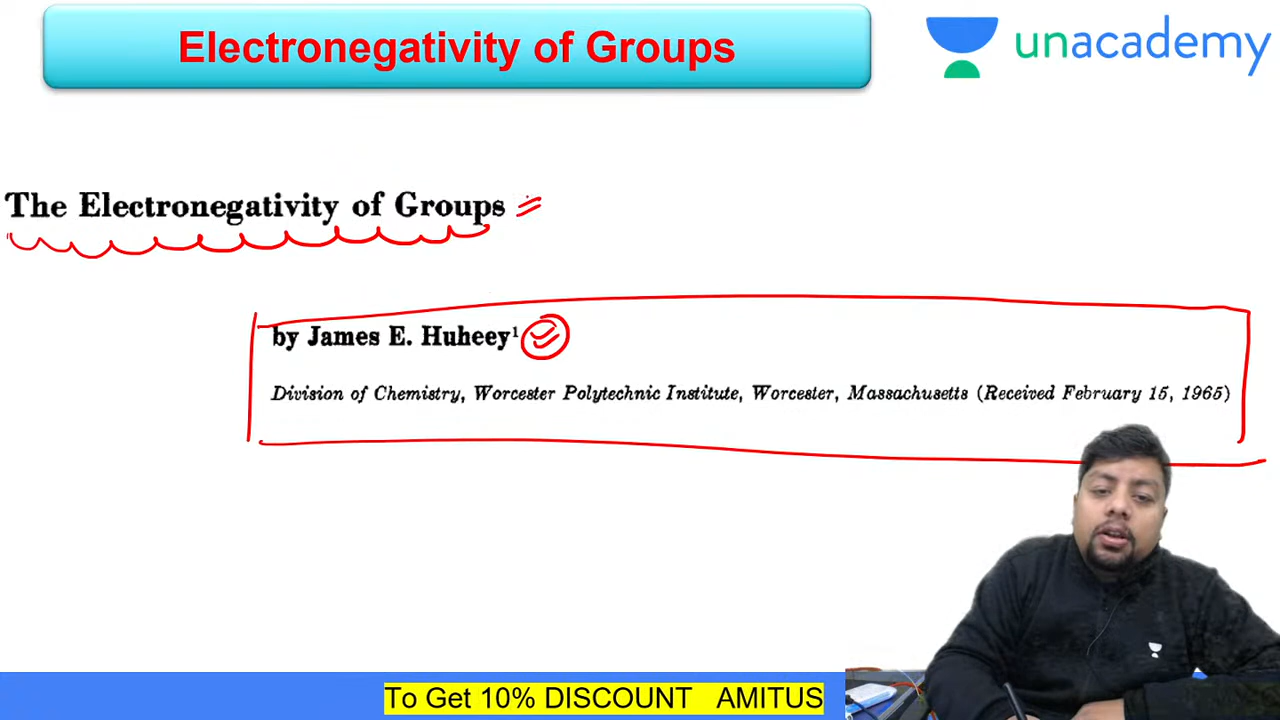 Electronegativity of Groups
unacademy
The Electronegativity of Groups
by James E. Huheey¹
Division of Chemistry, Worcester Polytechnic Institute, Worcester, Massachusetts (Received February 15, 1965)
To Get 10% DISCOUNT AMITUS